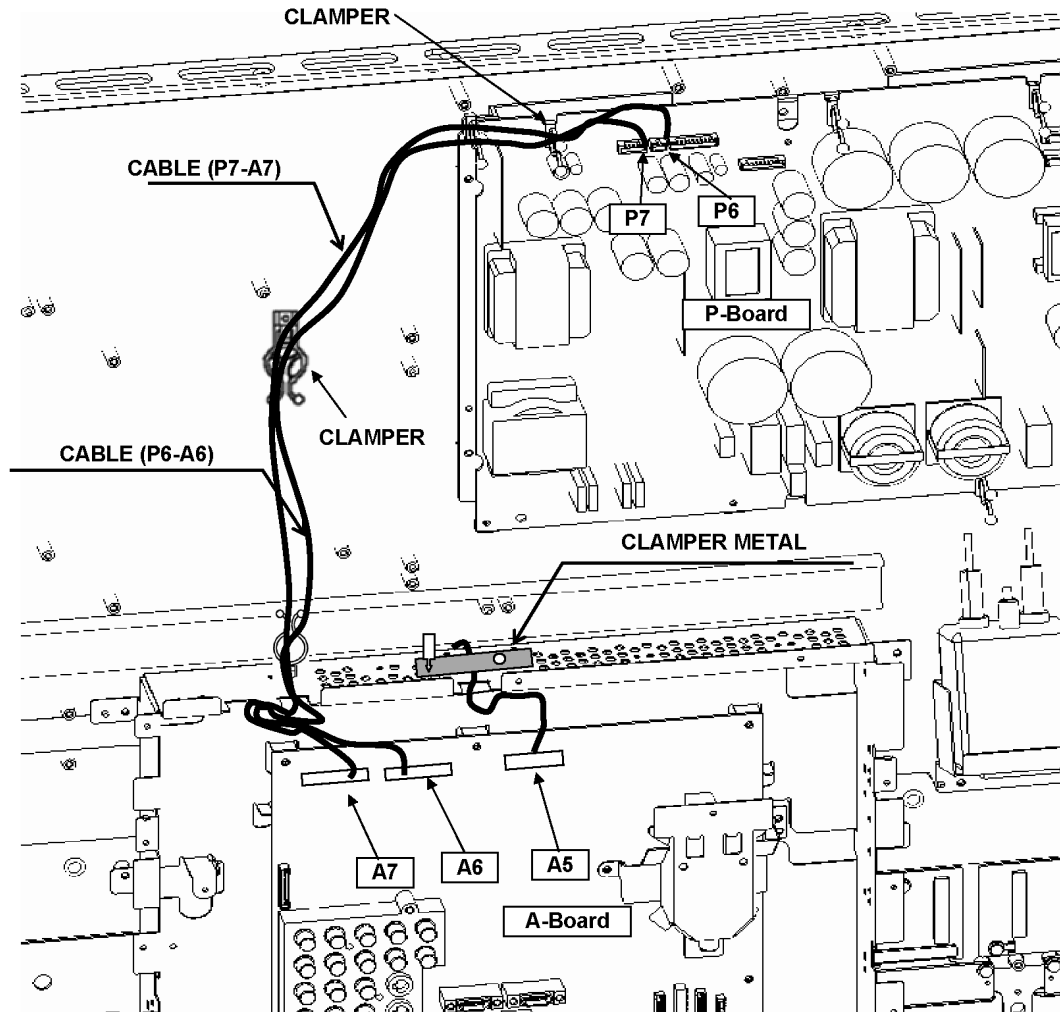 CLAMPER
CABLE (P7-A7)
P7
P6
P-Board
CLAMPER
CABLE (P6-A6)
CLAMPER METAL
A7
A6
A5
A-Board